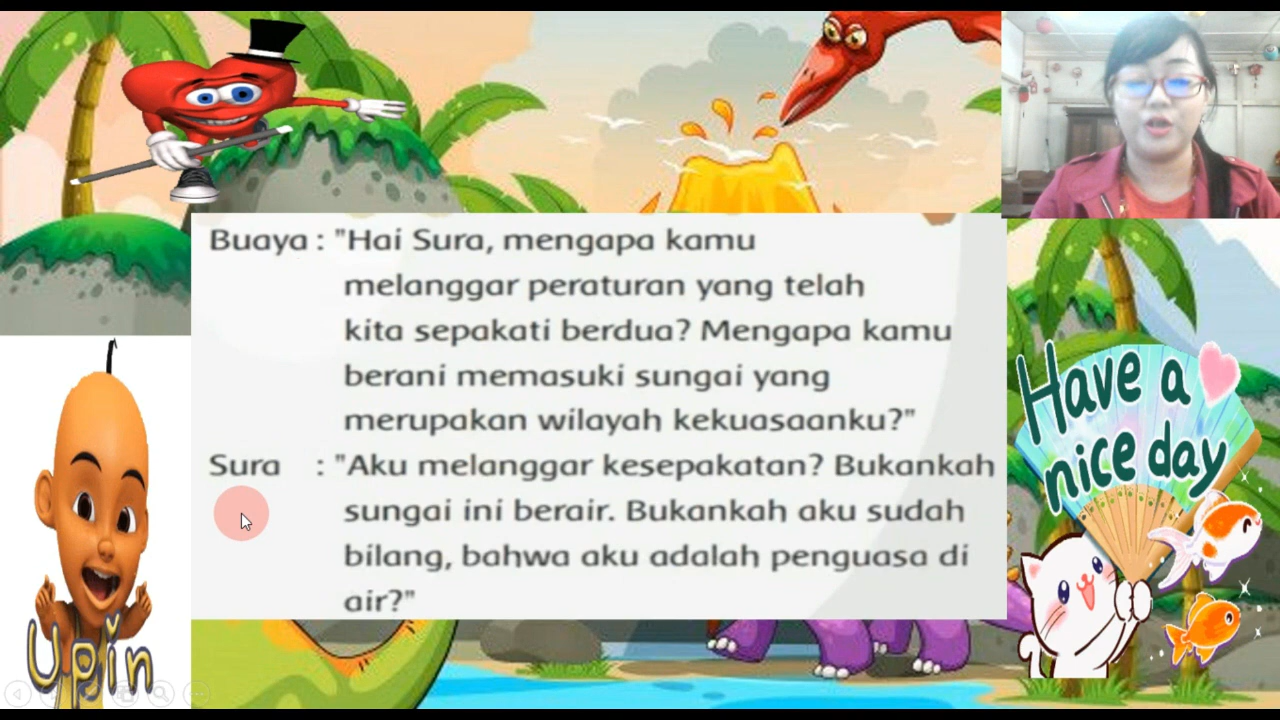 Buaya : "Hai Sura, mengapa kamu
melanggar peraturan yang telah
kita sepakati berdua? Mengapa kamu
berani memasuki sungai yang
merupakan wilayah kekuasaanku?"
Sura : "Aku melanggar kesepakatan? Bukankah
sungai ini berair. Bukankah aku sudah
bilang, bahwa aku adalah penguasa di
air?"
Have a
nice day
Upin